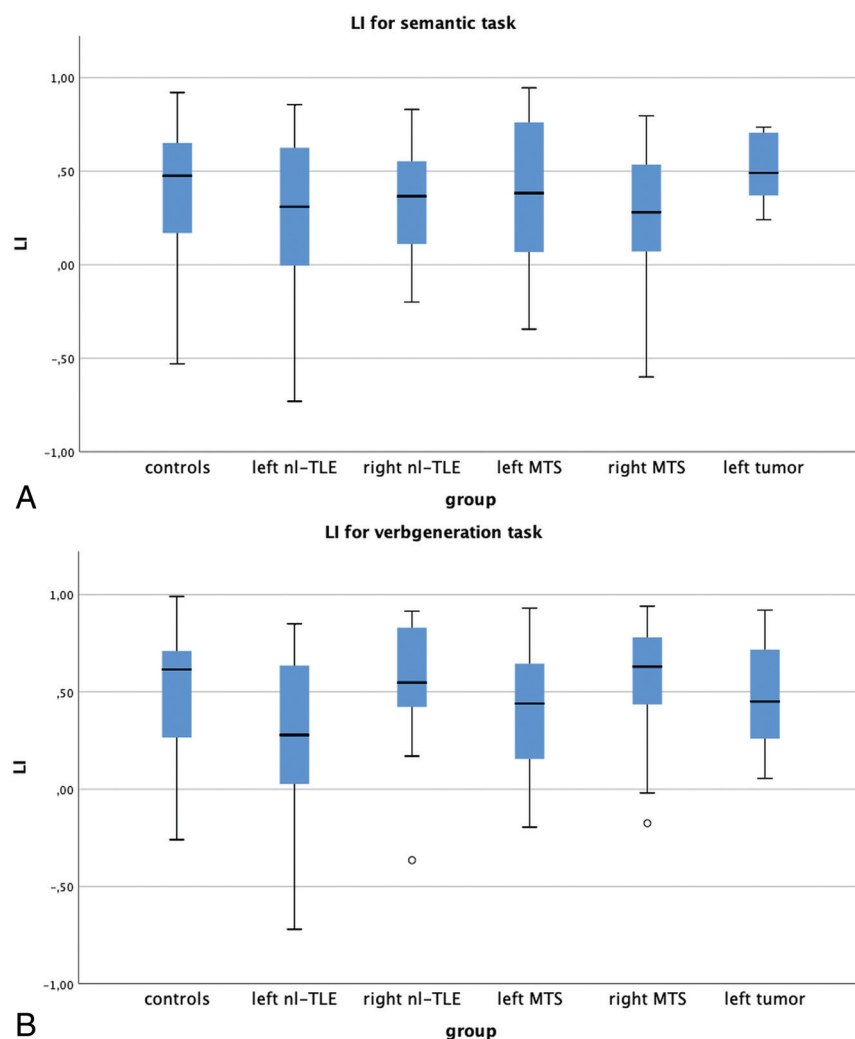 LI for semantic task
1,00
,50
,00
-,50
-1,00
LI
controls left nl-TLE right nl-TLE left MTS right MTS left tumor
group
A
LI for verbgeneration task
1,00
,50
,00
-,50
-1,00
LI
controls left nl-TLE right nl-TLE left MTS right MTS left tumor
group
B